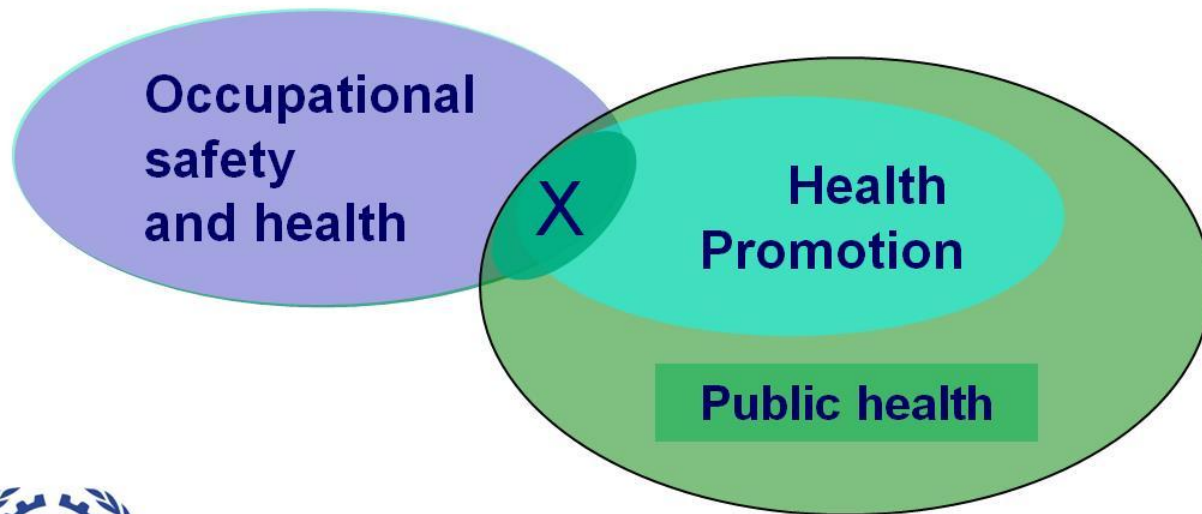 Occupational
safety
and health
X
Health
Promotion
Public health